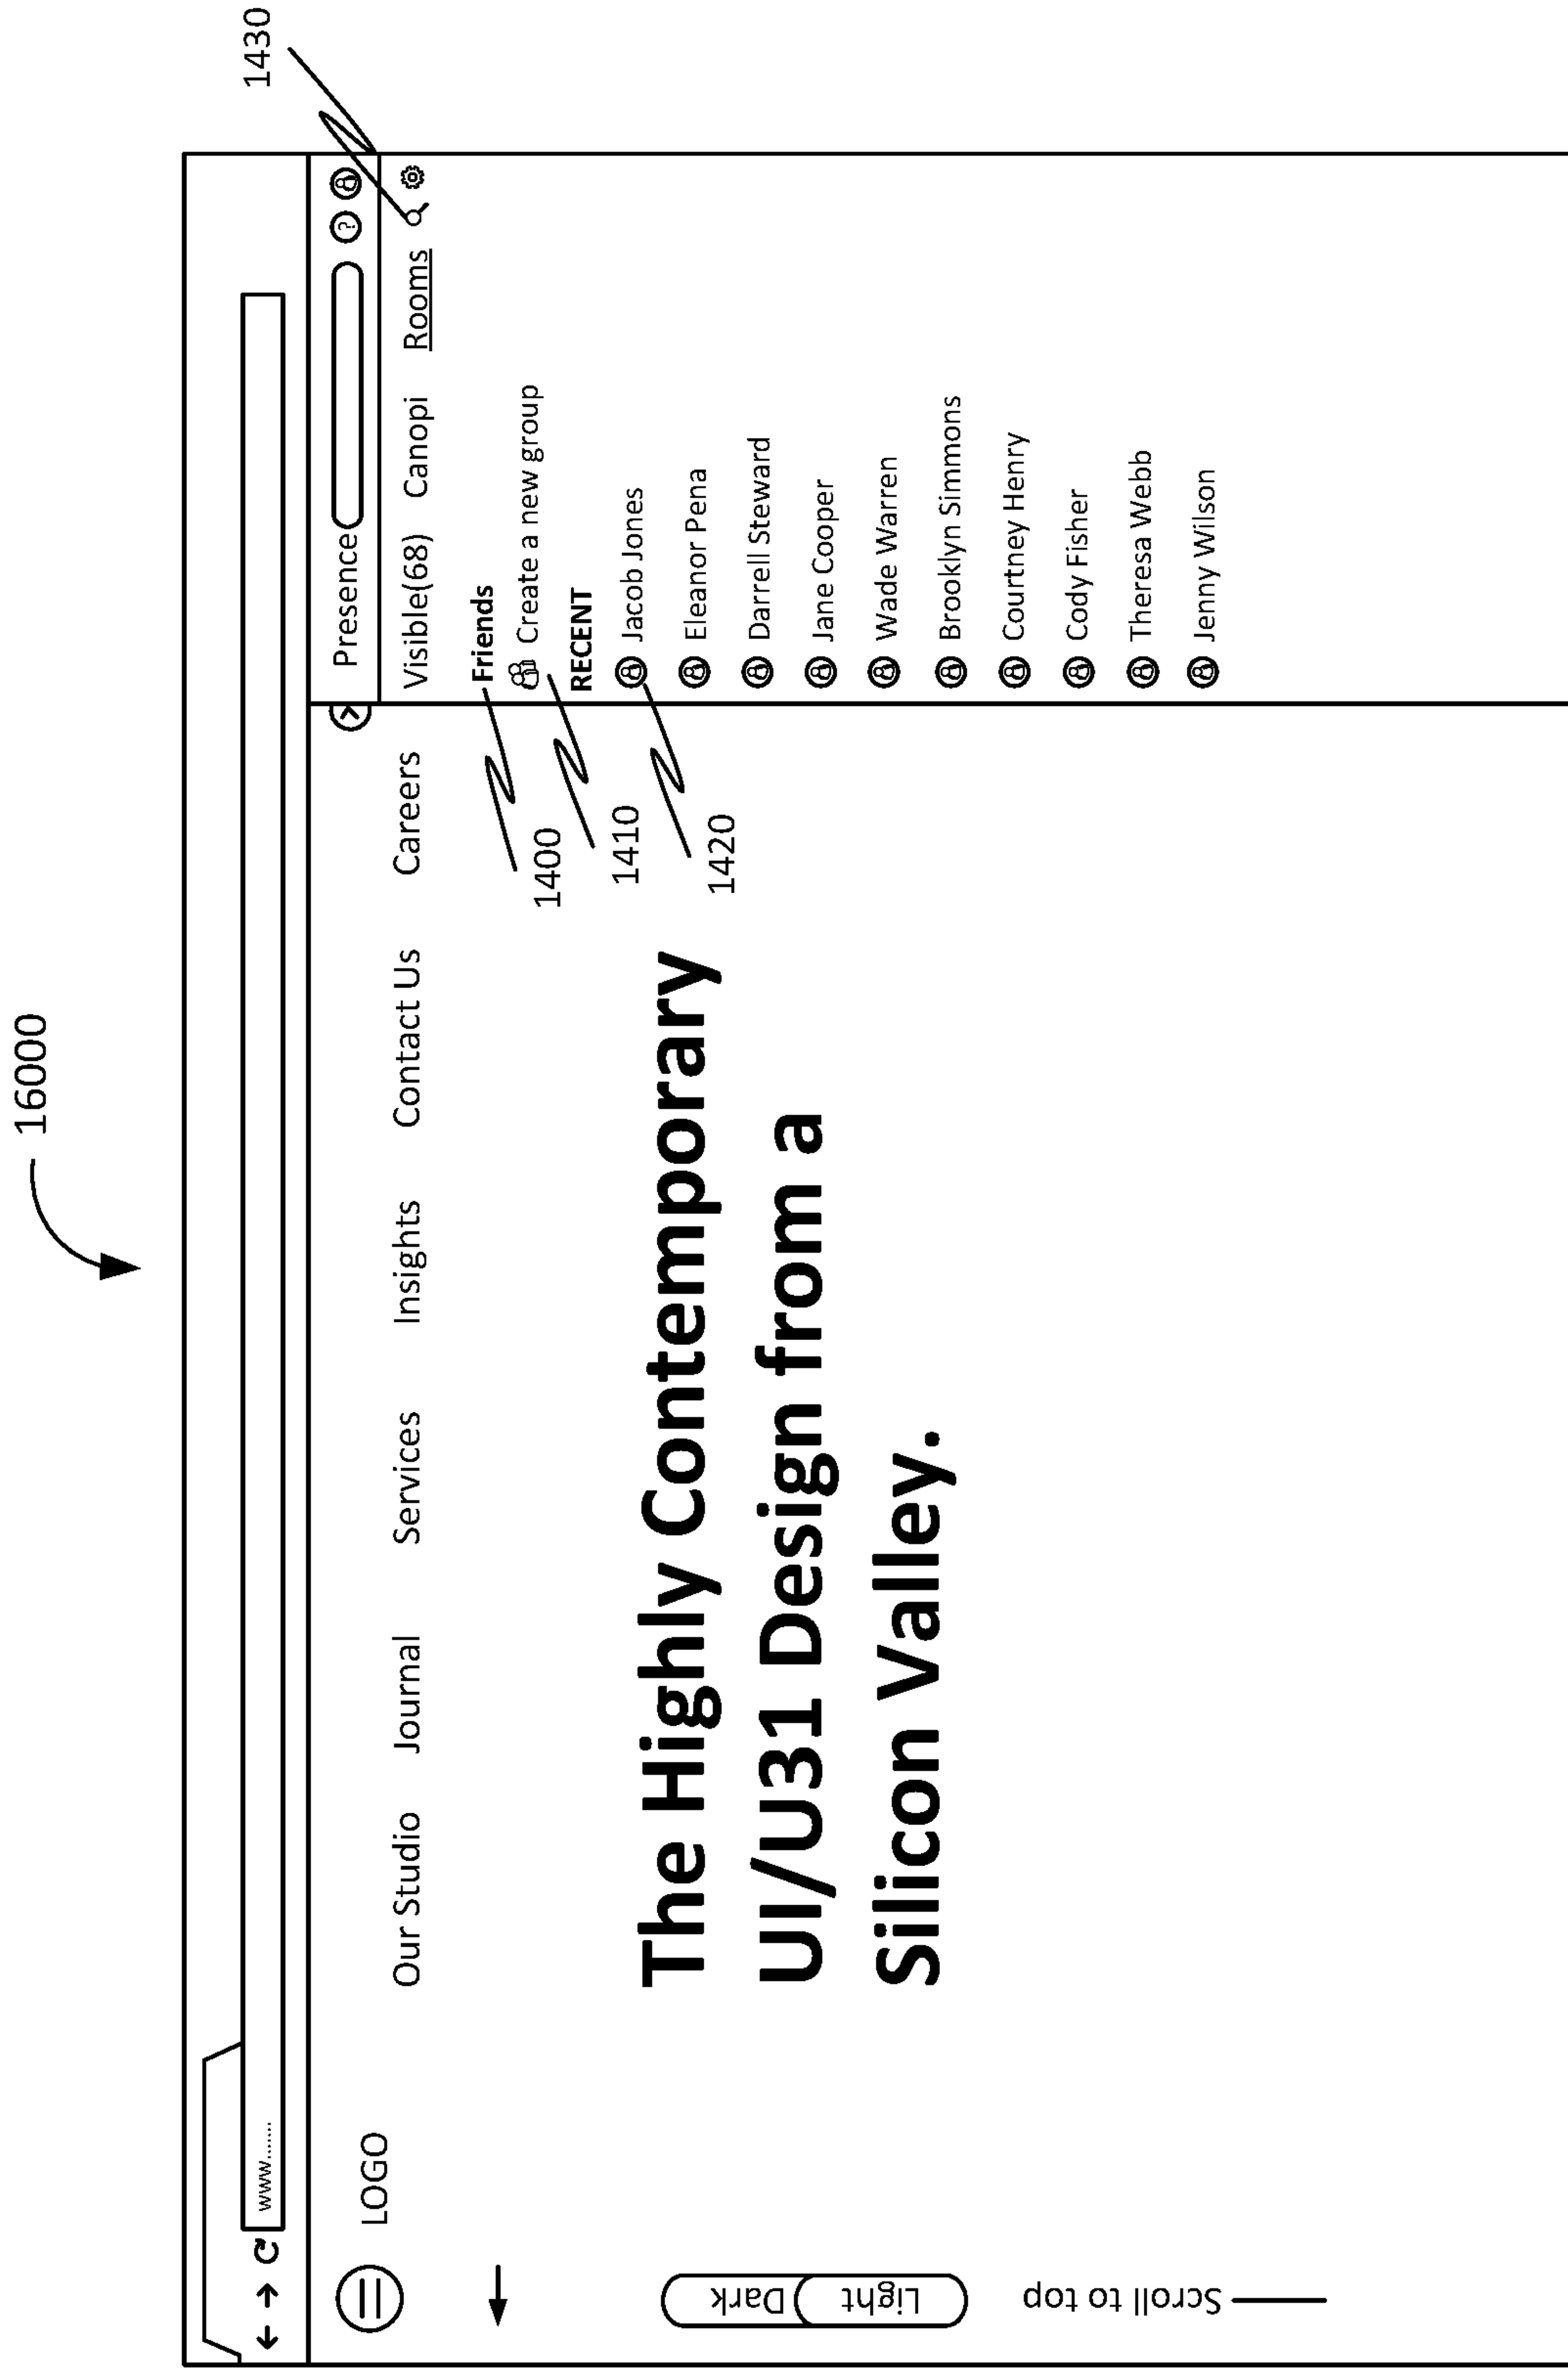 16000
1430
www.......
LOGO
Presence
?
Our Studio Journal Services Insights Contact Us Careers
Visible(68) Canopi Rooms
Friends
1400
Create a new group
1410
RECENT
1420
Jacob Jones
Eleanor Pena
Darrell Steward
Jane Cooper
Wade Warren
Brooklyn Simmons
Courtney Henry
Cody Fisher
Theresa Webb
Jenny Wilson
The Highly Contemporary
UI/U31 Design from a
Silicon Valley.
Dark
Light
Scroll to top